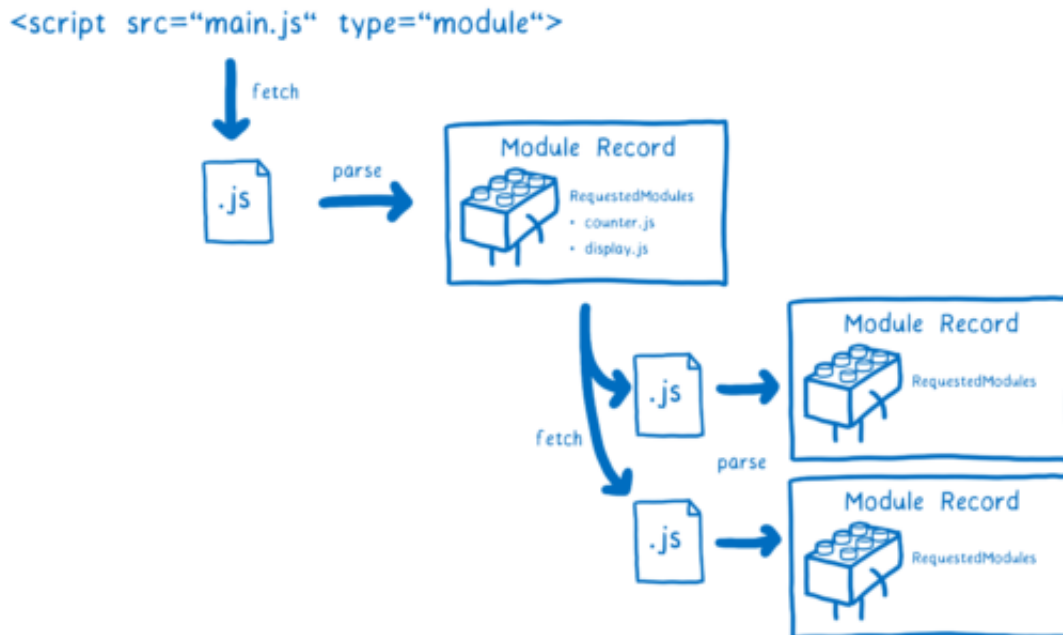 <script src=“main.js“ type=“module“>
fetch
.js
parse
Module Record
RequestedModules
• counter.js
• display.js
fetch
.js
.js
parse
Module Record
RequestedModules
Module Record
RequestedModules